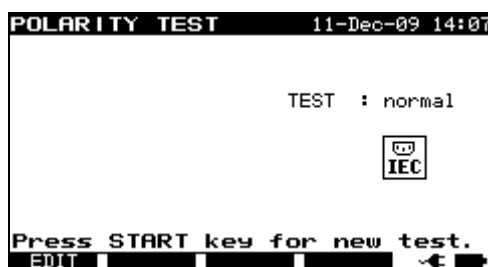 POLARITY TEST 11-Dec-09 14:07
TEST : normal
IEC
Press START key for new test.
EDIT